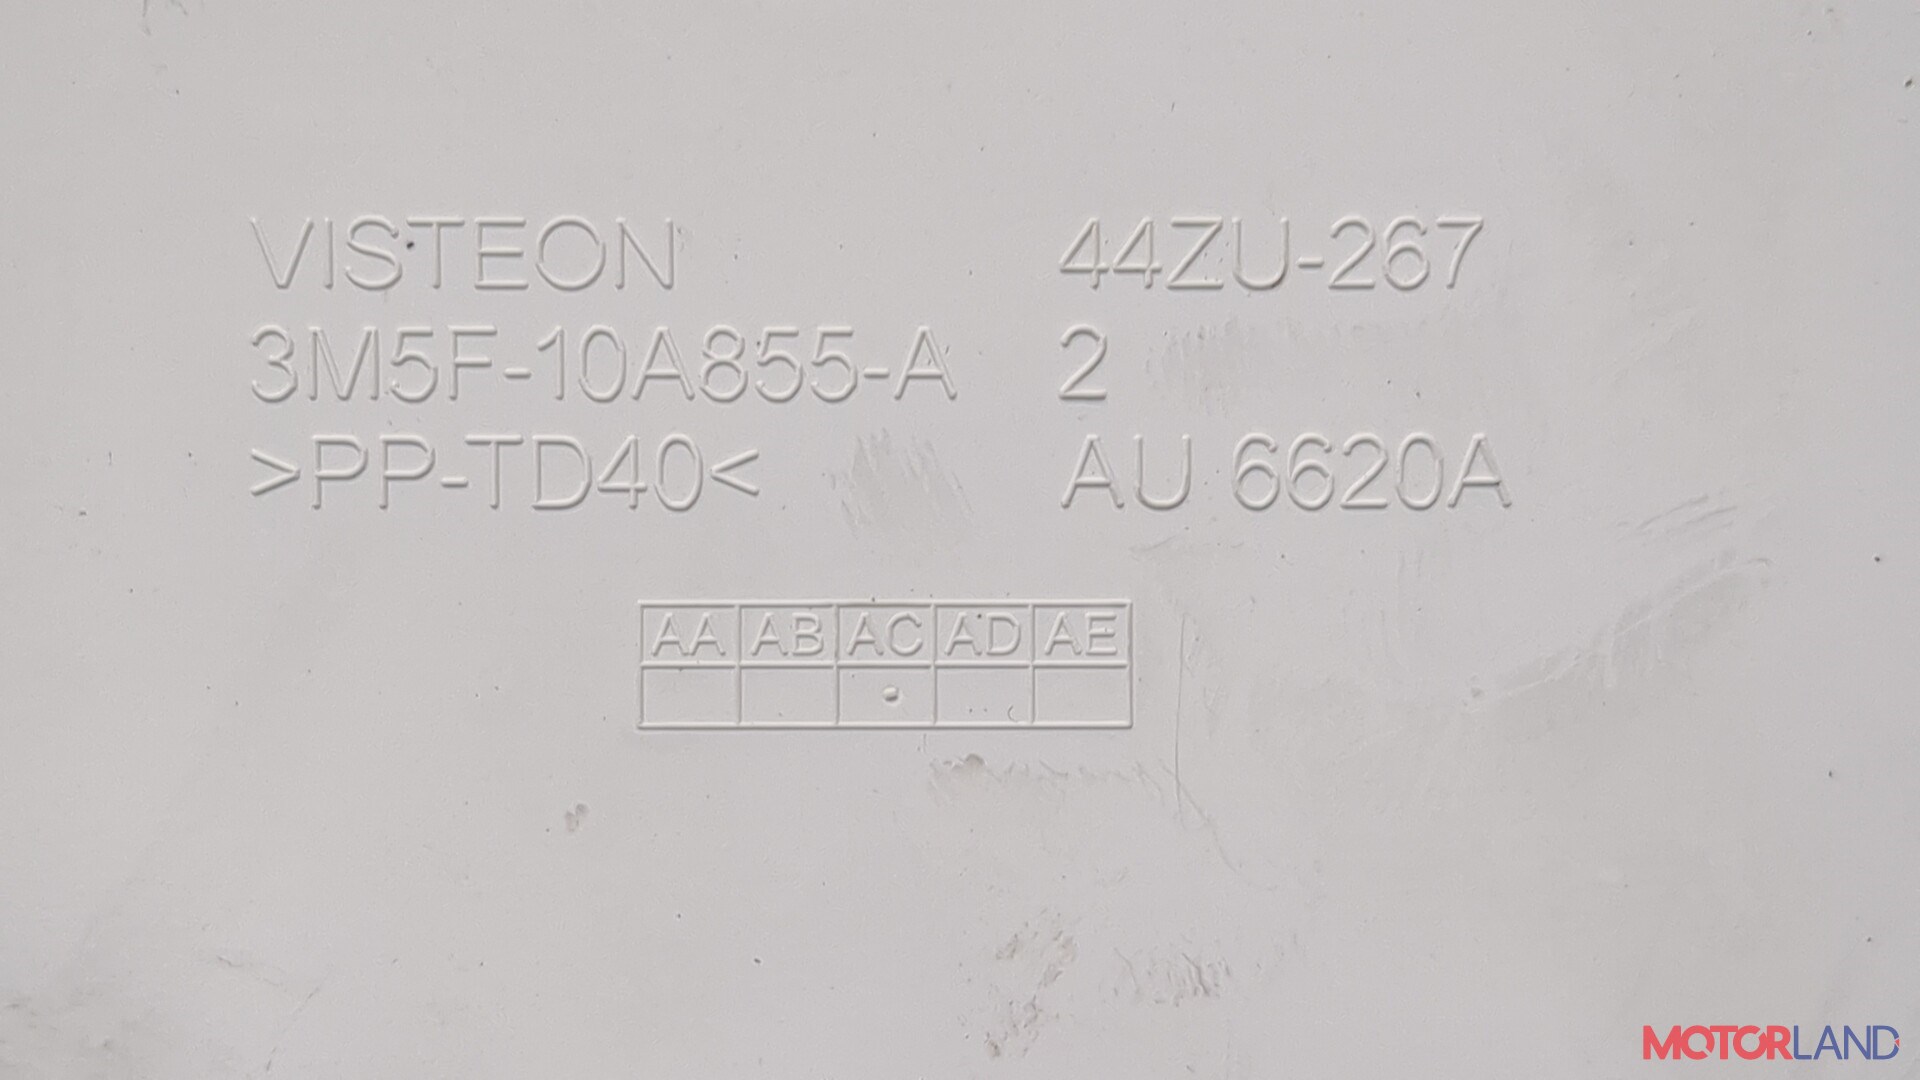 VISTEON 44ZU-267
3M5F-10A855-A 2
>PP-TD40< AU 6620A
AA AB AC AD AE
MOTORLAND